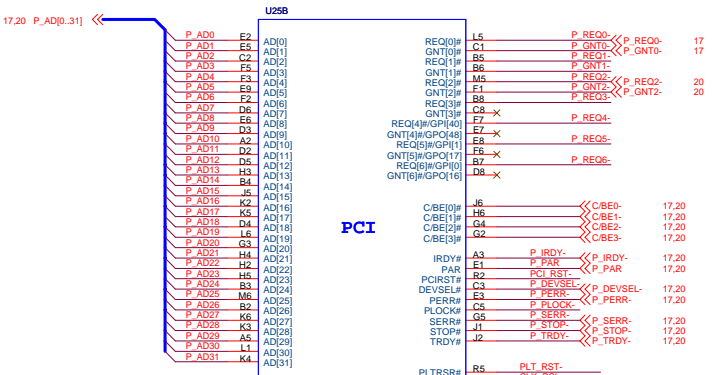 U25B
17,20 P_AD[0..31]
P_AD0 E2 AD[0]
P_AD1 E5 AD[1]
P_AD2 C2 AD[2]
P_AD3 F5 AD[3]
P_AD4 F3 AD[4]
P_AD5 E9 AD[5]
P_AD6 F2 AD[6]
P_AD7 D6 AD[7]
P_AD8 E6 AD[8]
P_AD9 D3 AD[9]
P_AD10 A2 AD[10]
P_AD11 D2 AD[11]
P_AD12 D5 AD[12]
P_AD13 H3 AD[13]
P_AD14 B4 AD[14]
P_AD15 J5 AD[15]
P_AD16 K2 AD[16]
P_AD17 K5 AD[17]
P_AD18 D4 AD[18]
P_AD19 L6 AD[19]
P_AD20 G3 AD[20]
P_AD21 H4 AD[21]
P_AD22 H2 AD[22]
P_AD23 H5 AD[23]
P_AD24 B3 AD[24]
P_AD25 M6 AD[25]
P_AD26 B2 AD[26]
P_AD27 K6 AD[27]
P_AD28 K3 AD[28]
P_AD29 A5 AD[29]
P_AD30 L1 AD[30]
P_AD31 K4 AD[31]
PCI
REQ[0]# L5 P_REQ0- P_REQ0- 17
GNT[0]# C1 P_GNT0- P_GNT0- 17
REQ[1]# B5 P_REQ1-
GNT[1]# B6 P_GNT1-
REQ[2]# M5 P_REQ2- P_REQ2- 20
GNT[2]# F1 P_GNT2- P_GNT2- 20
REQ[3]# B8 P_REQ3-
GNT[3]# C8
REQ[4]#/GPI[40] F7 P_REQ4-
GNT[4]#/GPO[48] E7
REQ[5]#/GPI[1] E8 P_REQ5-
GNT[5]#/GPO[17] F6
REQ[6]#/GPI[0] B7 P_REQ6-
GNT[6]#/GPO[16] D8
C/BE[0]# J6 C/BE0- 17,20
C/BE[1]# H6 C/BE1- 17,20
C/BE[2]# G4 C/BE2- 17,20
C/BE[3]# G2 C/BE3- 17,20
IRDY# A3 P_IRDY- P_IRDY- 17,20
PAR E1 P_PAR P_PAR 17,20
PCIRST# R2 PCI_RST-
DEVSEL# C3 P_DEVSEL- P_DEVSEL- 17,20
PERR# E3 P_PERR- P_PERR- 17,20
PLOCK# C5 P_PLOCK-
SERR# G5 P_SERR- P_SERR- 17,20
STOP# J1 P_STOP- P_STOP- 17,20
TRDY# J2 P_TRDY- P_TRDY- 17,20
PLTRSR# R5 PLT_RST-